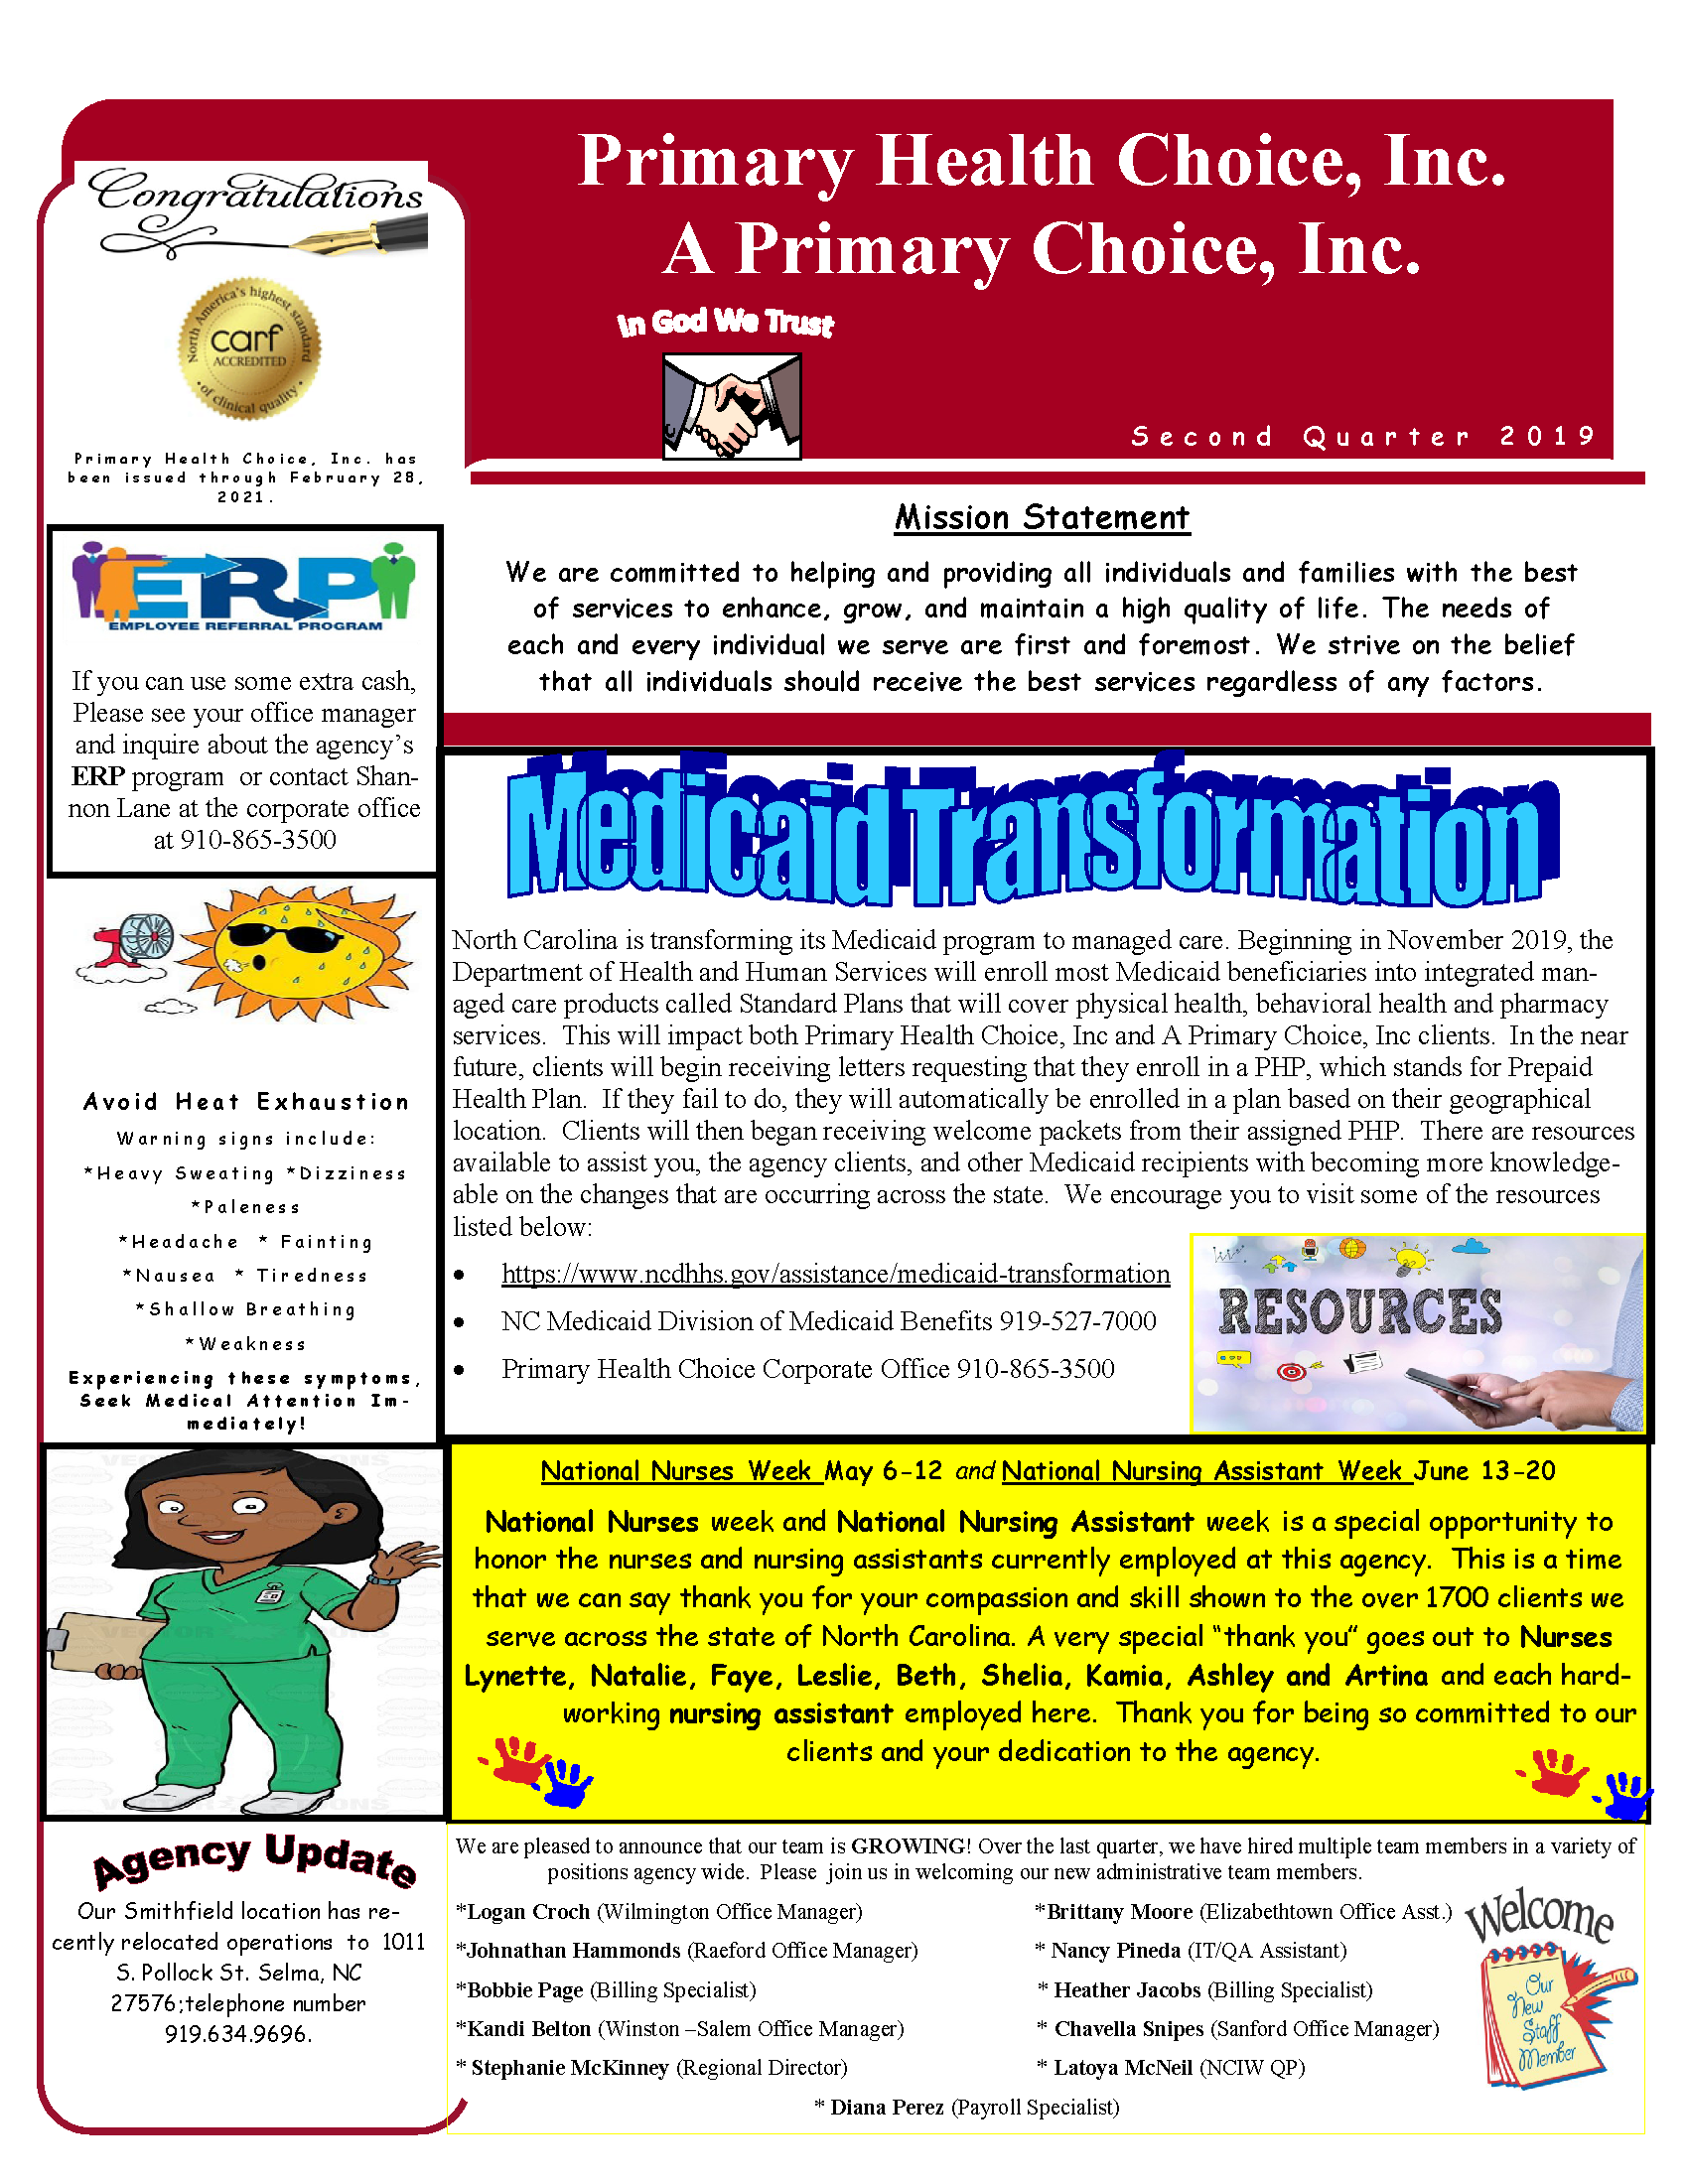 Primary Health Choice, Inc.
A Primary Choice, Inc.
In God We Trust
Second Quarter 2019
Congratulations
North America's highest standard
carf
ACCREDITED
of clinical quality
Primary Health Choice, Inc. has
been issued through February 28,
2021.
ERP
EMPLOYEE REFERRAL PROGRAM
If you can use some extra cash,
Please see your office manager
and inquire about the agency's
ERP program or contact Shan-
non Lane at the corporate office
at 910-865-3500
Avoid Heat Exhaustion
Warning signs include:
*Heavy Sweating *Dizziness
*Paleness
*Headache * Fainting
*Nausea * Tiredness
*Shallow Breathing
*Weakness
Experiencing these symptoms,
Seek Medical Attention Im-
mediately!
Agency Update
Our Smithfield location has re-
cently relocated operations to 1011
S. Pollock St. Selma, NC
27576;telephone number
919.634.9696.
Mission Statement
We are committed to helping and providing all individuals and families with the best
of services to enhance, grow, and maintain a high quality of life. The needs of
each and every individual we serve are first and foremost. We strive on the belief
that all individuals should receive the best services regardless of any factors.
Medicaid Transformation
North Carolina is transforming its Medicaid program to managed care. Beginning in November 2019, the
Department of Health and Human Services will enroll most Medicaid beneficiaries into integrated man-
aged care products called Standard Plans that will cover physical health, behavioral health and pharmacy
services. This will impact both Primary Health Choice, Inc and A Primary Choice, Inc clients. In the near
future, clients will begin receiving letters requesting that they enroll in a PHP, which stands for Prepaid
Health Plan. If they fail to do, they will automatically be enrolled in a plan based on their geographical
location. Clients will then began receiving welcome packets from their assigned PHP. There are resources
available to assist you, the agency clients, and other Medicaid recipients with becoming more knowledge-
able on the changes that are occurring across the state. We encourage you to visit some of the resources
listed below:
• https://www.ncdhhs.gov/assistance/medicaid-transformation
• NC Medicaid Division of Medicaid Benefits 919-527-7000
• Primary Health Choice Corporate Office 910-865-3500
RESOURCES
National Nurses Week May 6-12 and National Nursing Assistant Week June 13-20
National Nurses week and National Nursing Assistant week is a special opportunity to
honor the nurses and nursing assistants currently employed at this agency. This is a time
that we can say thank you for your compassion and skill shown to the over 1700 clients we
serve across the state of North Carolina. A very special "thank you" goes out to Nurses
Lynette, Natalie, Faye, Leslie, Beth, Shelia, Kamia, Ashley and Artina and each hard-
working nursing assistant employed here. Thank you for being so committed to our
clients and your dedication to the agency.
We are pleased to announce that our team is GROWING! Over the last quarter, we have hired multiple team members in a variety of
positions agency wide. Please join us in welcoming our new administrative team members.
*Logan Croch (Wilmington Office Manager) *Brittany Moore (Elizabethtown Office Asst.)
*Johnathan Hammonds (Raeford Office Manager) * Nancy Pineda (IT/QA Assistant)
*Bobbie Page (Billing Specialist) * Heather Jacobs (Billing Specialist)
*Kandi Belton (Winston –Salem Office Manager) * Chavella Snipes (Sanford Office Manager)
* Stephanie McKinney (Regional Director) * Latoya McNeil (NCIW QP)
* Diana Perez (Payroll Specialist)
Welcome
Our
New
Staff
Member